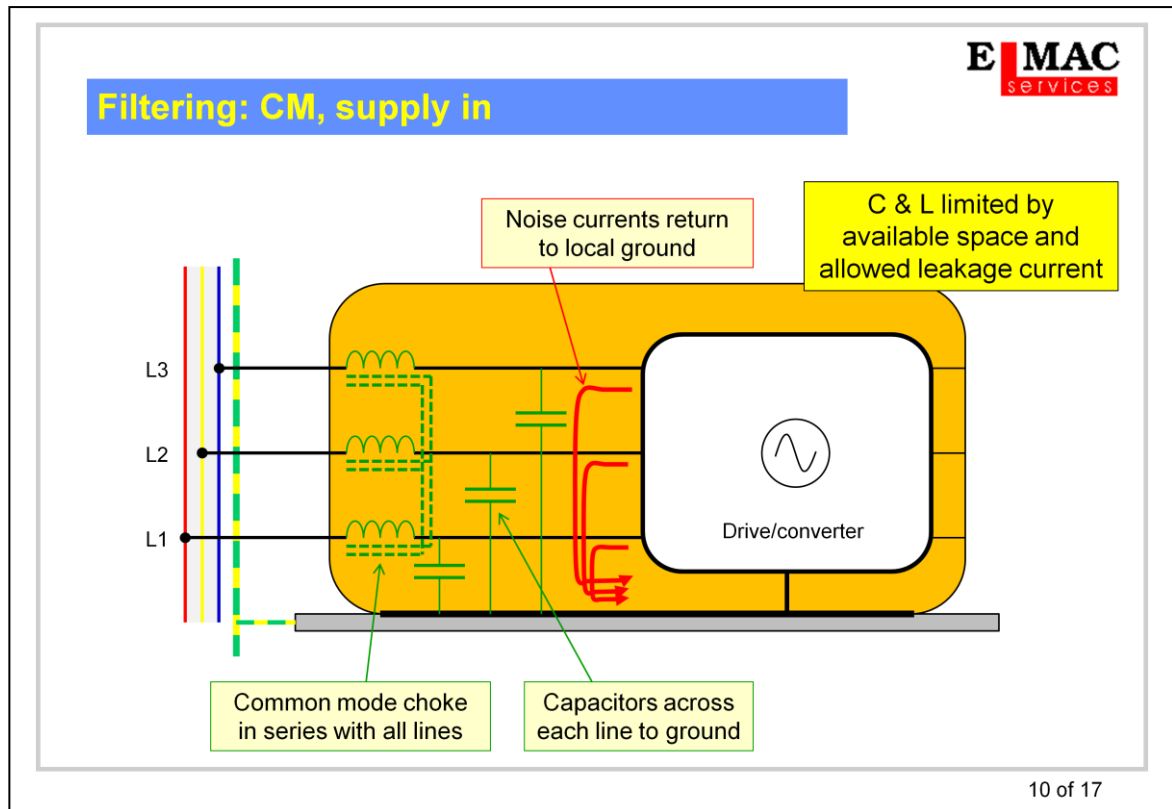 E MAC
services
Filtering: CM, supply in
Noise currents return
to local ground
C & L limited by
available space and
allowed leakage current
L3
L2
L1
Drive/converter
Common mode choke
in series with all lines
Capacitors across
each line to ground
10 of 17